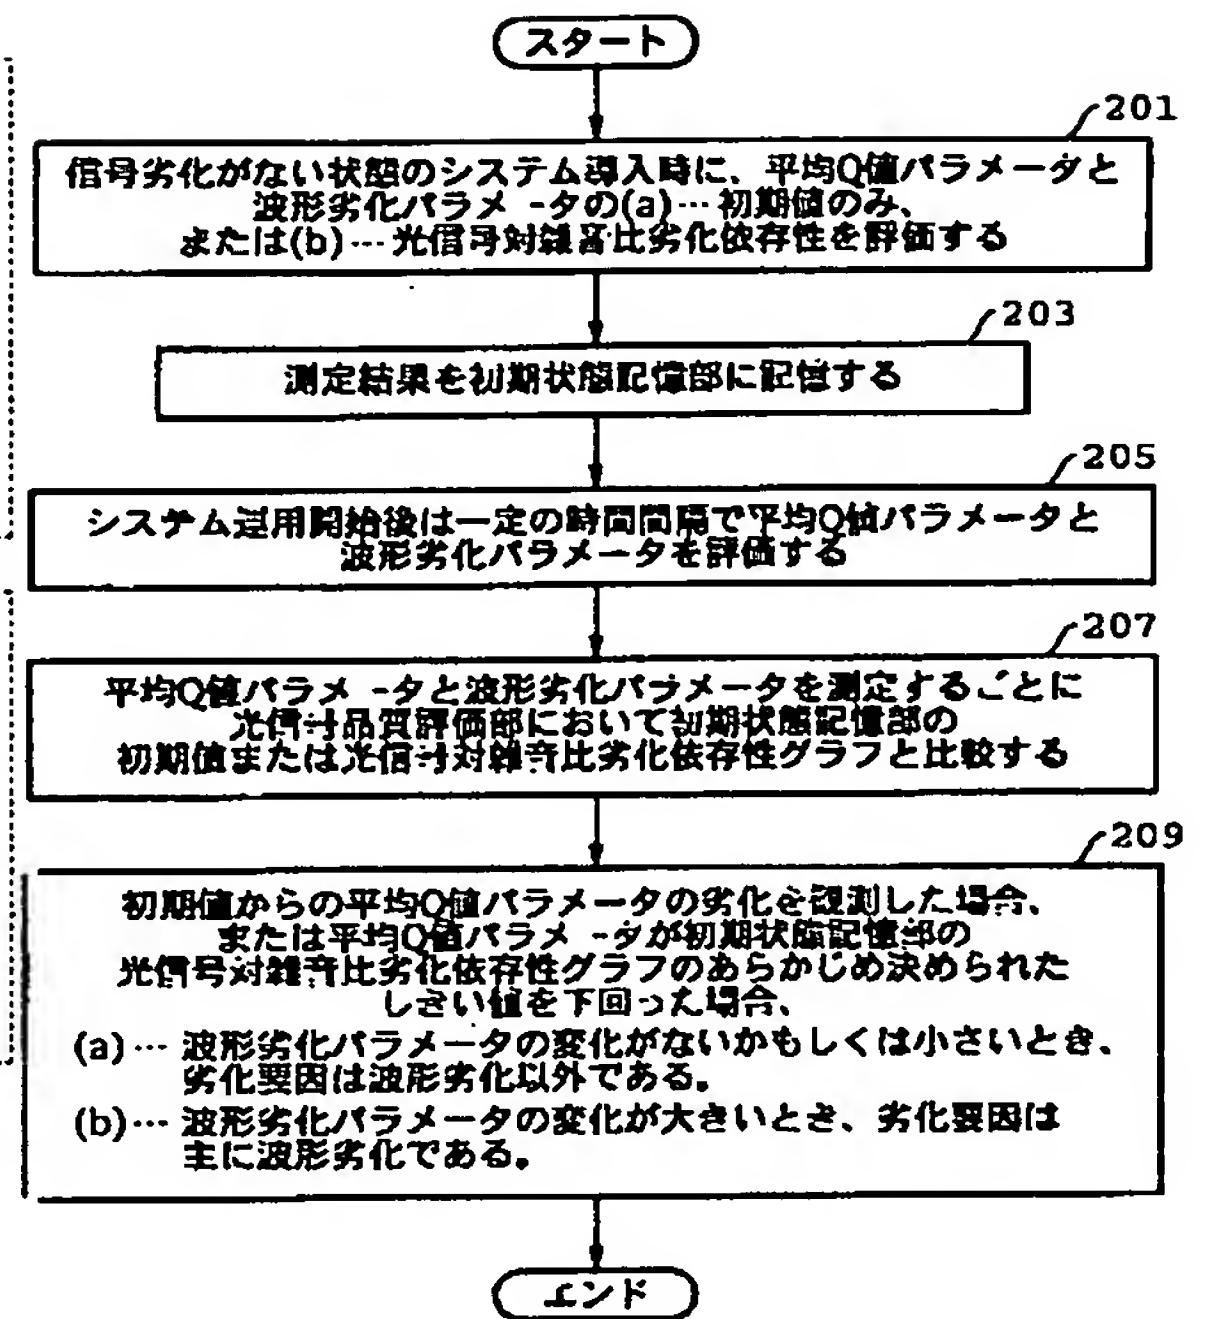 スタート
201
信号劣化がない状態のシステム導入時に、平均Q値パラメータと
波形劣化パラメータの(a)…初期値のみ、
または(b)…光信号対雑音比劣化依存性を評価する
203
測定結果を初期状態記憶部に記憶する
205
システム運用開始後は一定の時間間隔で平均Q値パラメータと
波形劣化パラメータを評価する
207
平均Q値パラメータと波形劣化パラメータを測定するごとに
光信号品質評価部において初期状態記憶部の
初期値または光信号対雑音比劣化依存性グラフと比較する
209
初期値からの平均Q値パラメータの劣化を観測した場合、
または平均Q値パラメータが初期状態記憶部の
光信号対雑音比劣化依存性グラフのあらかじめ決められた
しきい値を下回った場合、
(a)… 波形劣化パラメータの変化がないかもしくは小さいとき、
劣化要因は波形劣化以外である。
(b)… 波形劣化パラメータの変化が大きいとき、劣化要因は
主に波形劣化である。
エンド